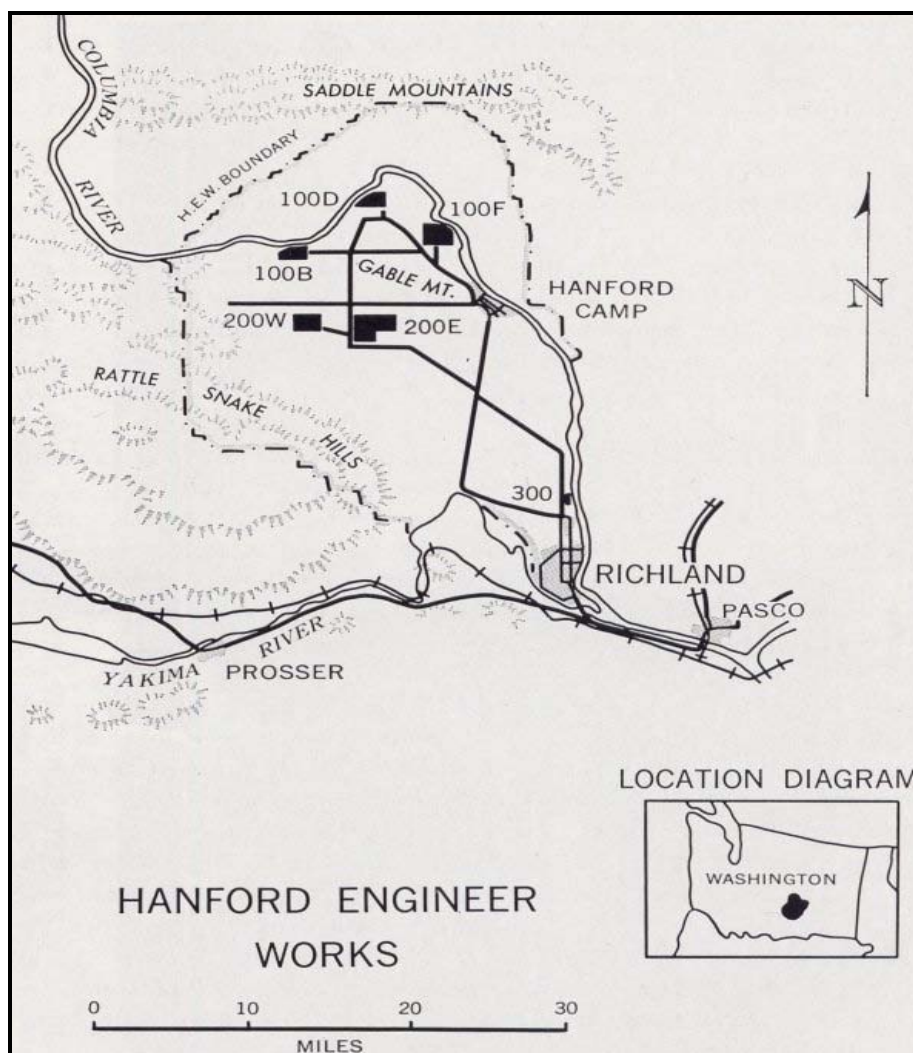 COLUMBIA
RIVER
SADDLE MOUNTAINS
H.E.W. BOUNDARY
100D
100F
100B
GABLE MT.
HANFORD
CAMP
N
200W
200E
RATTLE
SNAKE
HILLS
300
RICHLAND
PASCO
YAKIMA
RIVER
PROSSER
LOCATION DIAGRAM
WASHINGTON
HANFORD ENGINEER
WORKS
0 10 20 30
MILES